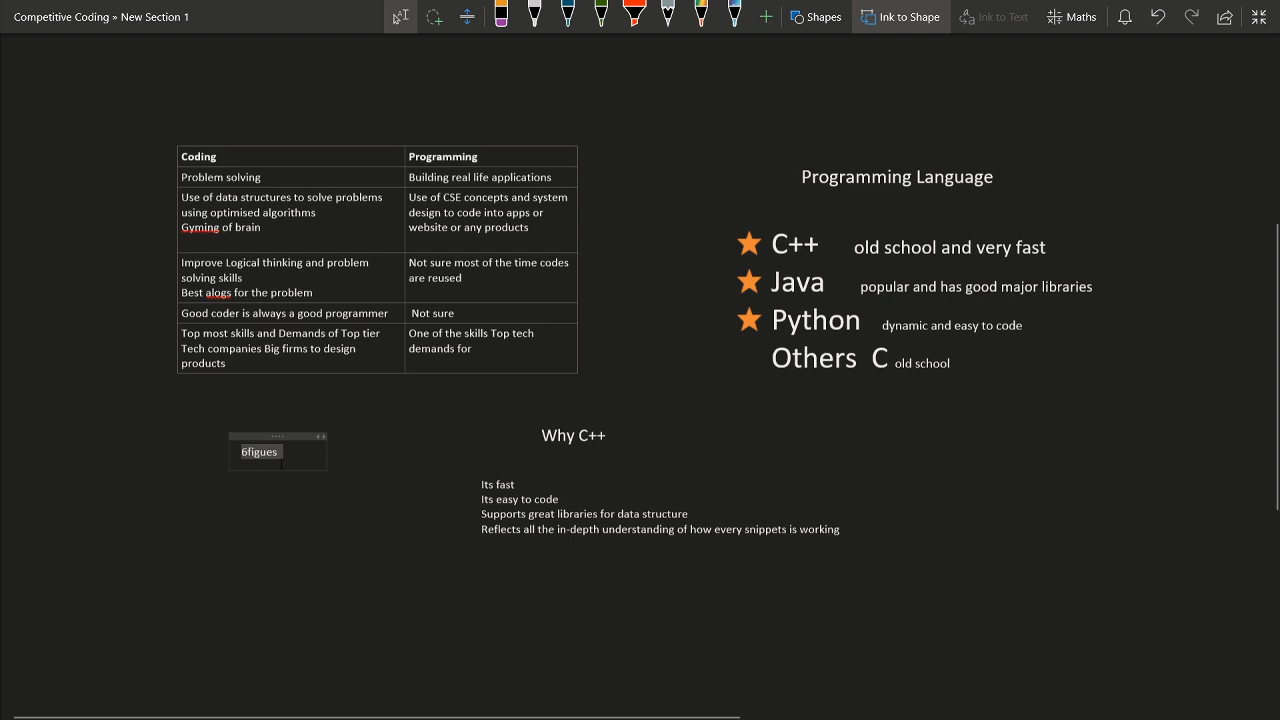 Competitive Coding » New Section 1
Shapes
Ink to Shape
Ink to Text
Maths
Coding Programming
Problem solving Building real life applications
Use of data structures to solve problems
using optimised algorithms
Gyming of brain
Use of CSE concepts and system
design to code into apps or
website or any products
Improve Logical thinking and problem
solving skills
Best alogs for the problem
Not sure most of the time codes
are reused
Good coder is always a good programmer Not sure
Top most skills and Demands of Top tier
Tech companies Big firms to design
products
One of the skills Top tech
demands for
Programming Language
C++ old school and very fast
Java popular and has good major libraries
Python dynamic and easy to code
Others C old school
6figues
Why C++
Its fast
Its easy to code
Supports great libraries for data structure
Reflects all the in-depth understanding of how every snippets is working